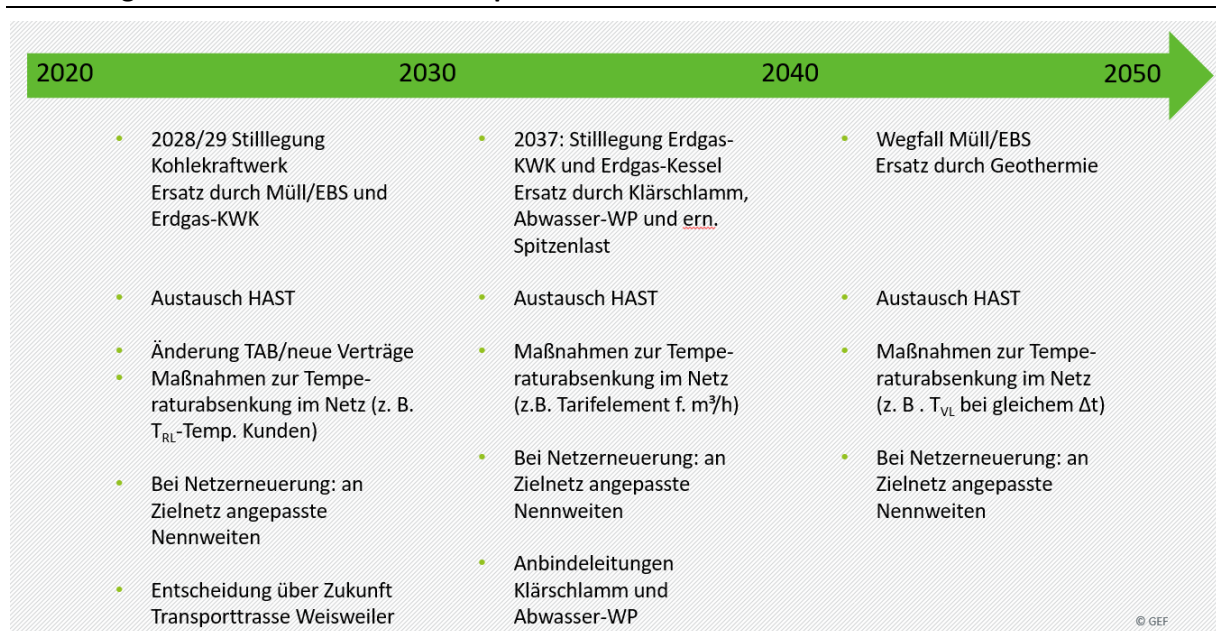 2020 2030 2040 2050
• 2028/29 Stilllegung
Kohlekraftwerk
Ersatz durch Müll/EBS und
Erdgas-KWK
• Austausch HAST
• Änderung TAB/neue Verträge
• Maßnahmen zur Tempe-
raturabsenkung im Netz (z. B.
T_RL-Temp. Kunden)
• Bei Netzerneuerung: an
Zielnetz angepasste
Nennweiten
• Entscheidung über Zukunft
Transporttrasse Weisweiler
• 2037: Stilllegung Erdgas-
KWK und Erdgas-Kessel
Ersatz durch Klärschlamm,
Abwasser-WP und ern.
Spitzenlast
• Austausch HAST
• Maßnahmen zur Tempe-
raturabsenkung im Netz
(z.B. Tarifelement f. m³/h)
• Bei Netzerneuerung: an
Zielnetz angepasste
Nennweiten
• Anbindeleitungen
Klärschlamm und
Abwasser-WP
• Wegfall Müll/EBS
Ersatz durch Geothermie
• Austausch HAST
• Maßnahmen zur Tempe-
raturabsenkung im Netz
(z. B . T_VL bei gleichem Δt)
• Bei Netzerneuerung: an
Zielnetz angepasste
Nennweiten
© GEF